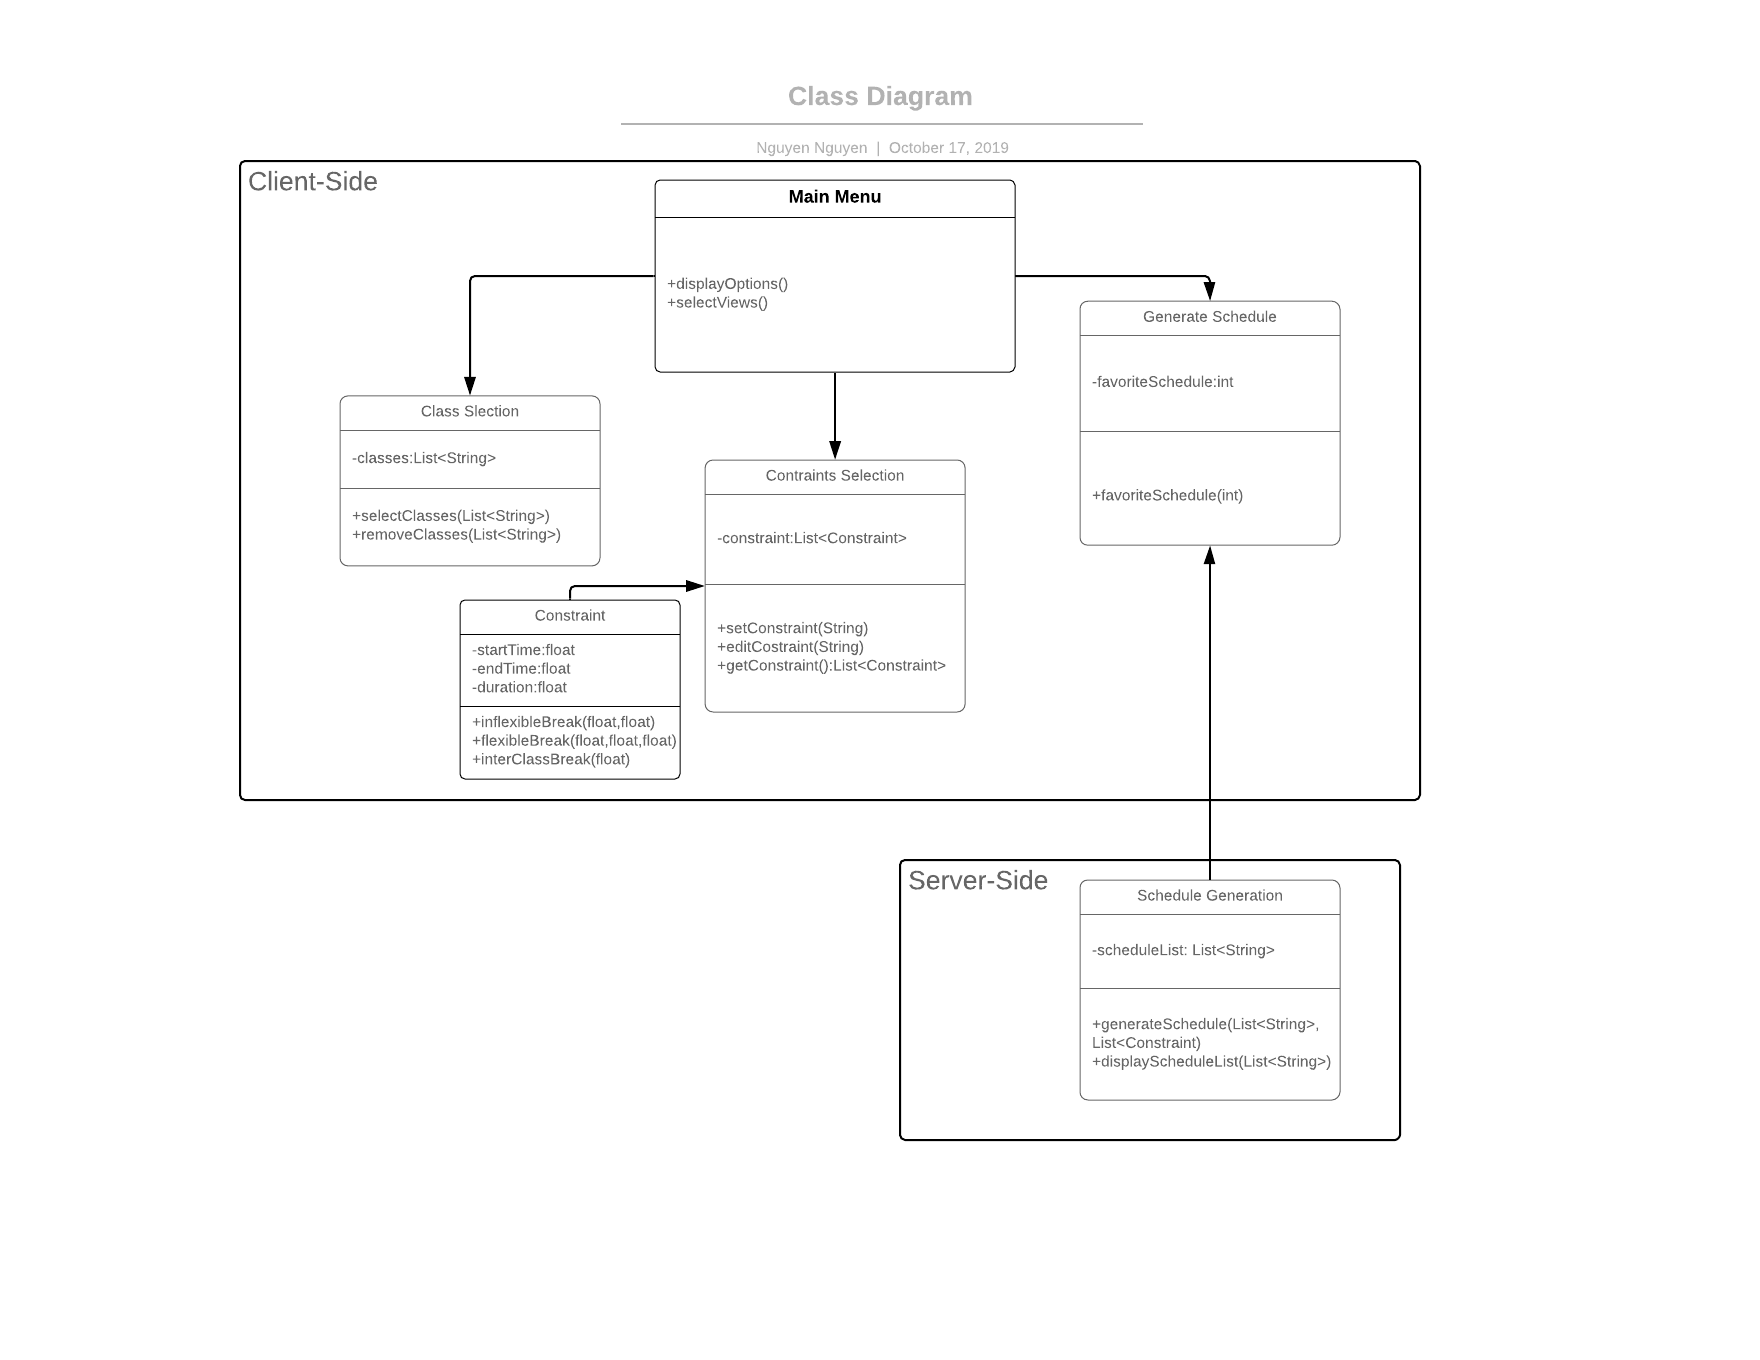 Class Diagram
Nguyen Nguyen | October 17, 2019
Client-Side
Main Menu
+displayOptions()
+selectViews()
Generate Schedule
-favoriteSchedule:int
+favoriteSchedule(int)
Class Slection
-classes:List<String>
+selectClasses(List<String>)
+removeClasses(List<String>)
Contraints Selection
-constraint:List<Constraint>
+setConstraint(String)
+editCostraint(String)
+getConstraint():List<Constraint>
Constraint
-startTime:float
-endTime:float
-duration:float
+inflexibleBreak(float,float)
+flexibleBreak(float,float,float)
+interClassBreak(float)
Server-Side
Schedule Generation
-scheduleList: List<String>
+generateSchedule(List<String>,
List<Constraint)
+displayScheduleList(List<String>)